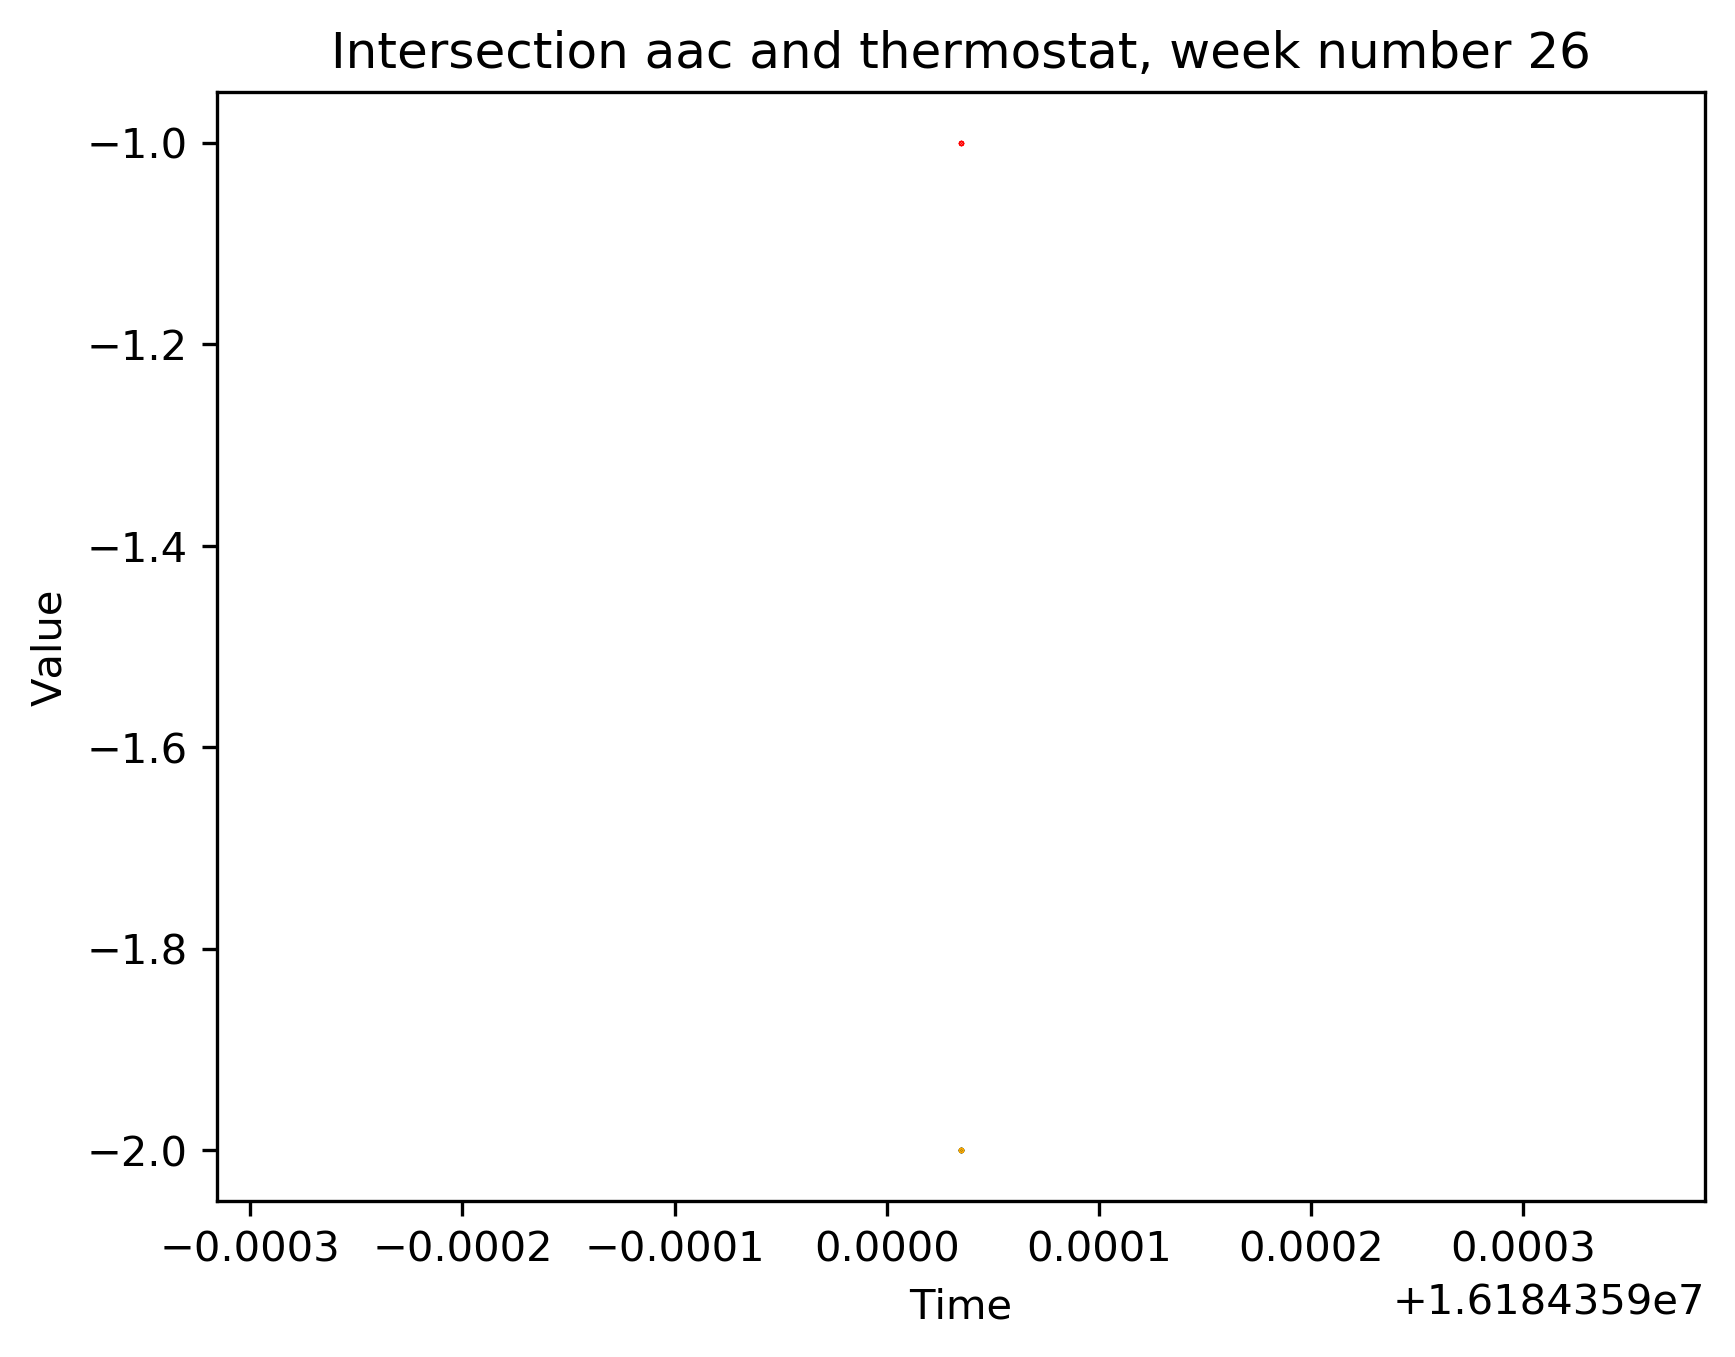 Intersection aac and thermostat, week number 26
−1.0
−1.2
−1.4
−1.6
−1.8
−2.0
Value
−0.0003 −0.0002 −0.0001 0.0000 0.0001 0.0002 0.0003
+1.6184359e7
Time